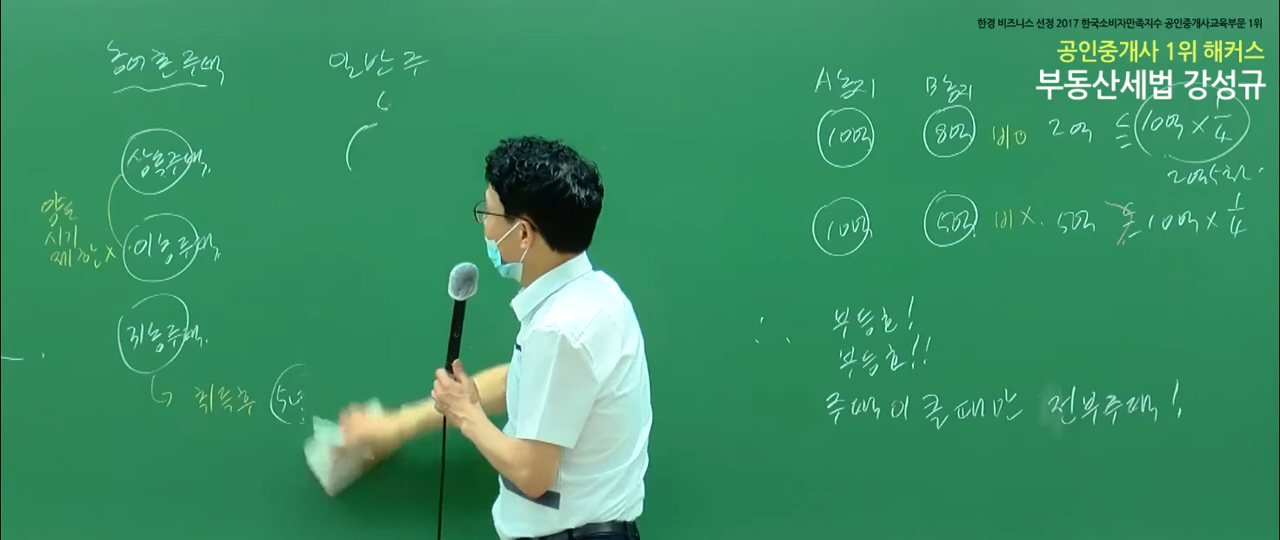 한경 비즈니스 선정 2017 한국소비자만족지수 공인중개사교육부문 1위
공인중개사 1위 해커스
부동산세법 강성규
농어촌주택
일반주
상속주택
이농주택
귀농주택
양도
시기
제한 X
취득후 5년
A농지 B농지
10억 8억 비O 2억 ≤ 10억 × 1/4
10억 5억 비X. 5억 ≤ 10억 × 1/4
∴ 부등호!
부등호!!
주택이 클때만 전부주택!